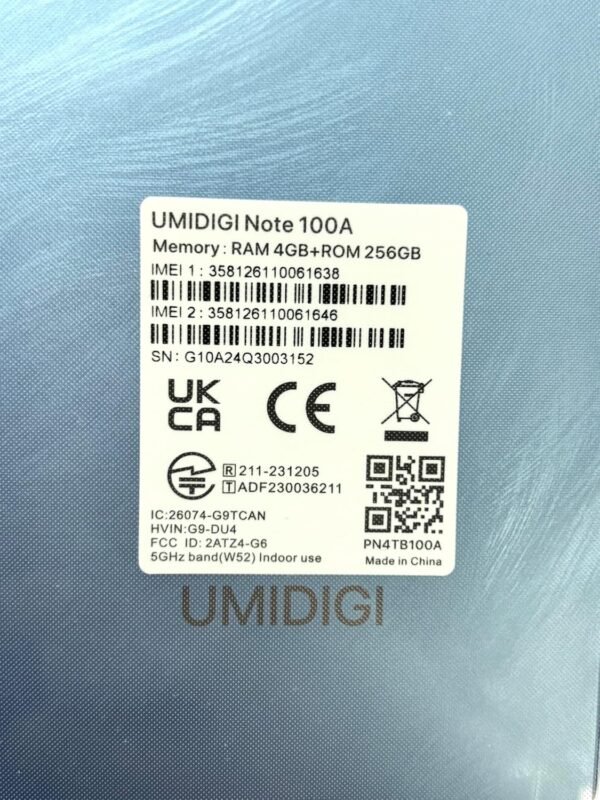 UMIDIGI Note 100A
Memory : RAM 4GB+ROM 256GB
IMEI 1 : 358126110061638
IMEI 2 : 358126110061646
SN : G10A24Q3003152
UK
CA
CE
R 211-231205
T ADF230036211
IC:26074-G9TCAN
HVIN:G9-DU4
FCC ID: 2ATZ4-G6
5GHz band(W52) Indoor use
PN4TB100A
Made in China
UMIDIGI